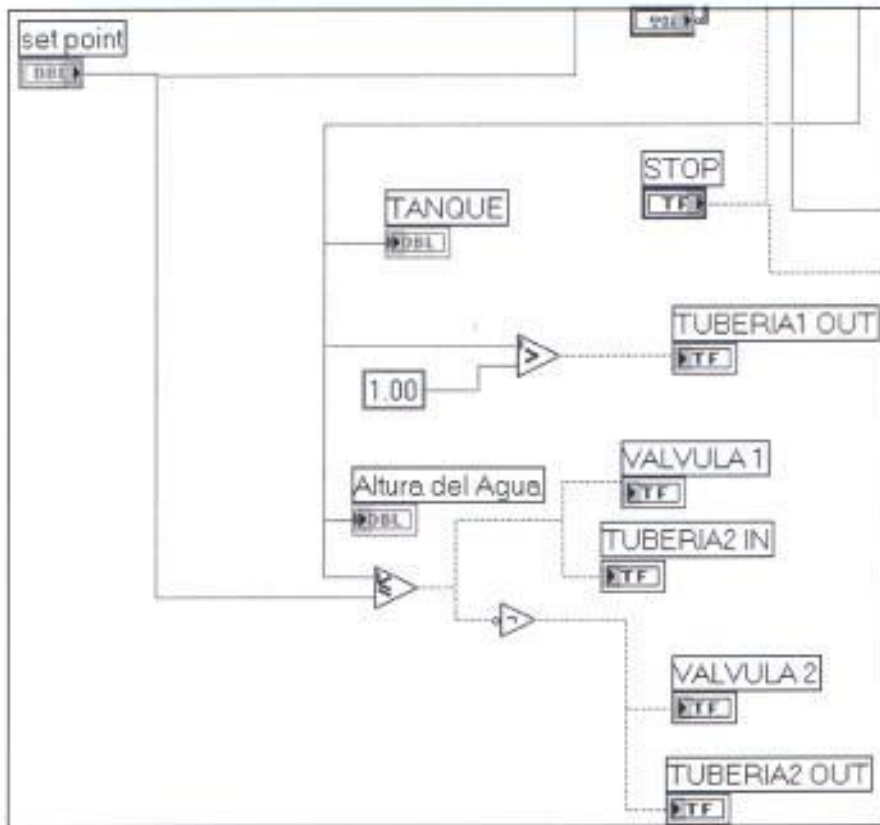 set point
DBL
STOP
TF
TANQUE
DBL
TUBERIA1 OUT
TF
>
1.00
VALVULA 1
TF
Altura del Agua
DBL
TUBERIA2 IN
TF
VALVULA 2
TF
TUBERIA2 OUT
TF